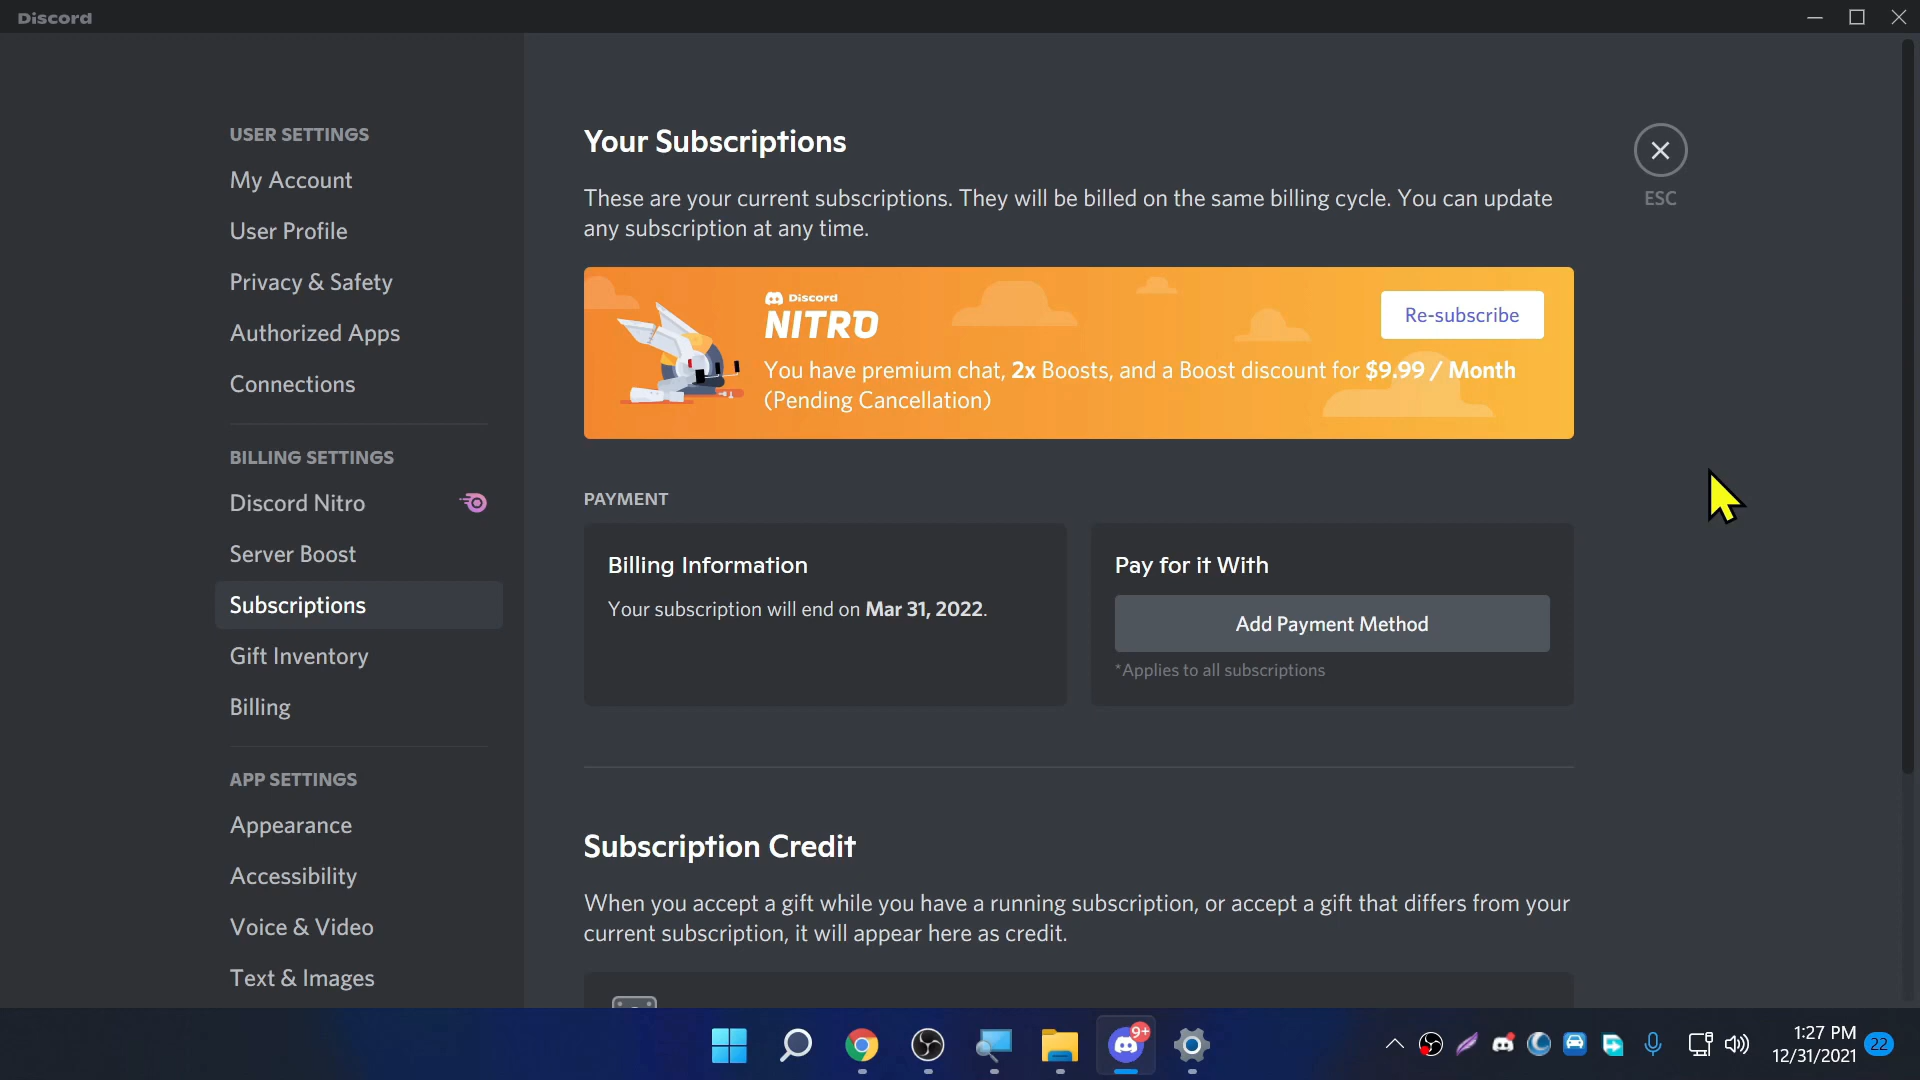 Discord
USER SETTINGS
My Account
User Profile
Privacy & Safety
Authorized Apps
Connections
BILLING SETTINGS
Discord Nitro
Server Boost
Subscriptions
Gift Inventory
Billing
APP SETTINGS
Appearance
Accessibility
Voice & Video
Text & Images
Your Subscriptions
These are your current subscriptions. They will be billed on the same billing cycle. You can update
any subscription at any time.
Discord
NITRO
Re-subscribe
You have premium chat, 2x Boosts, and a Boost discount for $9.99 / Month
(Pending Cancellation)
PAYMENT
Billing Information
Your subscription will end on Mar 31, 2022.
Pay for it With
Add Payment Method
*Applies to all subscriptions
Subscription Credit
When you accept a gift while you have a running subscription, or accept a gift that differs from your
current subscription, it will appear here as credit.
ESC
9+
1:27 PM
12/31/2021
22